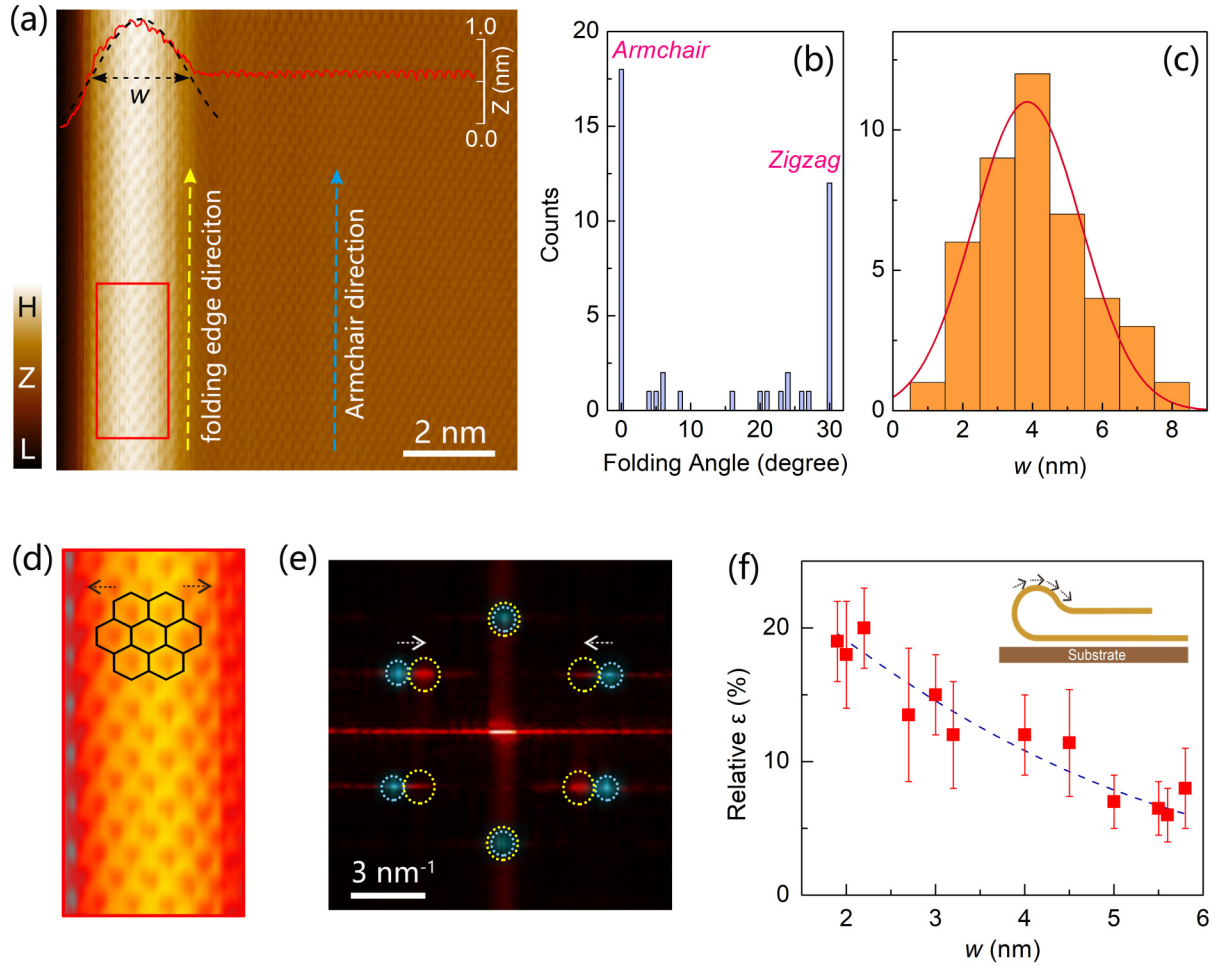 (a)
1.0
Z (nm)
0.0
w
folding edge direciton
Armchair direction
2 nm
H
Z
L
(b)
Armchair
Zigzag
20
15
10
5
0
Counts
0 10 20 30
Folding Angle (degree)
(c)
10
5
0
0 2 4 6 8
w (nm)
(d)
(e)
3 nm⁻¹
(f)
20
10
0
Relative ε (%)
Substrate
2 3 4 5 6
w (nm)